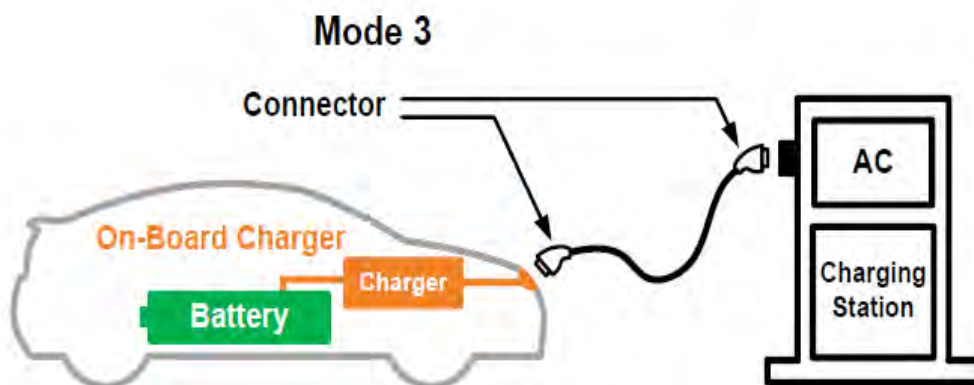 Mode 3
Connector
AC
On-Board Charger
Charger
Battery
Charging
Station